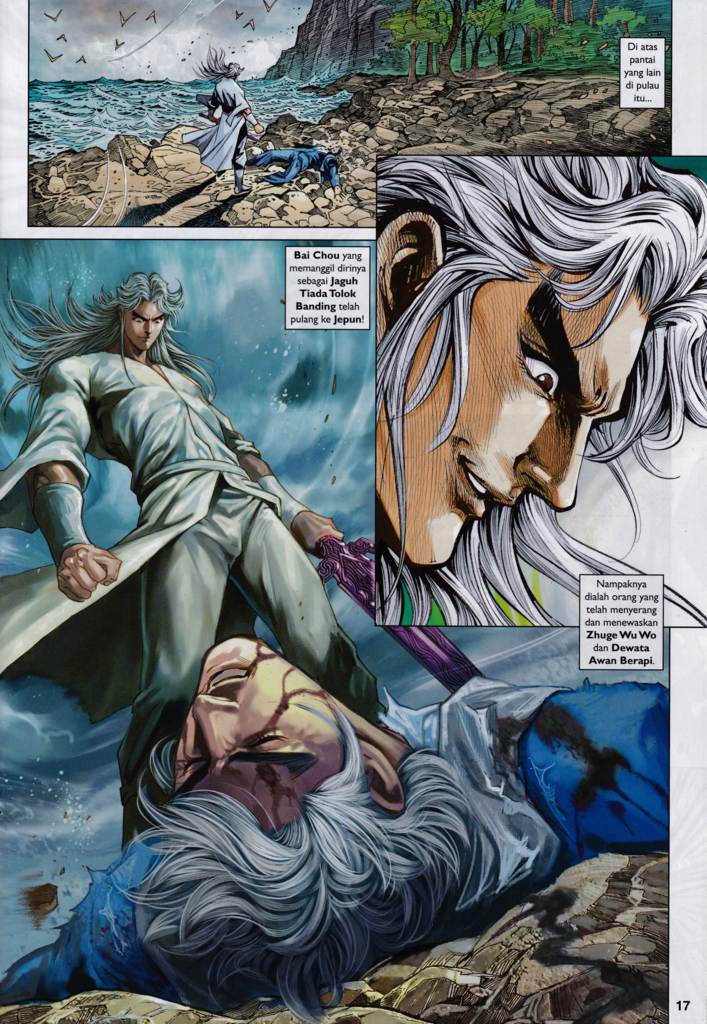 Di atas
pantai
yang lain
di pulau
itu...
Bai Chou yang
memanggil dirinya
sebagai Jaguh
Tiada Tolok
Banding telah
pulang ke Jepun!
Nampaknya
dialah orang yang
telah menyerang
dan menewaskan
Zhuge Wu Wo
dan Dewata
Awan Berapi.
17